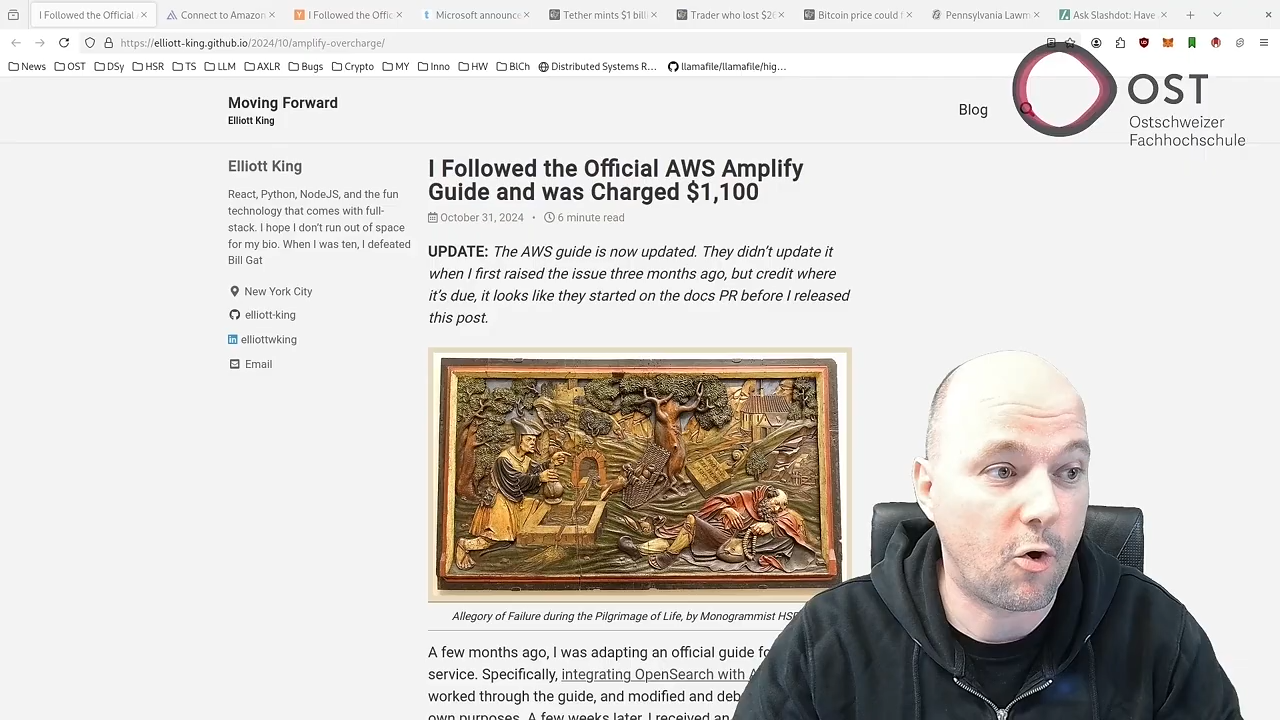 I Followed the Official
Connect to Amazon
I Followed the Offic
Microsoft announce
Tether mints $1 billi
Trader who lost $26
Bitcoin price could f
Pennsylvania Lawm
Ask Slashdot: Have
https://elliott-king.github.io/2024/10/amplify-overcharge/
News OST DSy HSR TS LLM AXLR Bugs Crypto MY Inno HW BlCh Distributed Systems R… llamafile/llamafile/hig…
Moving Forward
Elliott King
Blog
OST
Ostschweizer
Fachhochschule
Elliott King
React, Python, NodeJS, and the fun
technology that comes with full-
stack. I hope I don’t run out of space
for my bio. When I was ten, I defeated
Bill Gat
New York City
elliott-king
elliottwking
Email
I Followed the Official AWS Amplify
Guide and was Charged $1,100
October 31, 2024 • 6 minute read
UPDATE: The AWS guide is now updated. They didn’t update it
when I first raised the issue three months ago, but credit where
it’s due, it looks like they started on the docs PR before I released
this post.
Allegory of Failure during the Pilgrimage of Life, by Monogrammist HSR
A few months ago, I was adapting an official guide fo
service. Specifically, integrating OpenSearch with A
worked through the guide, and modified and deb
own purposes. A few weeks later, I received an